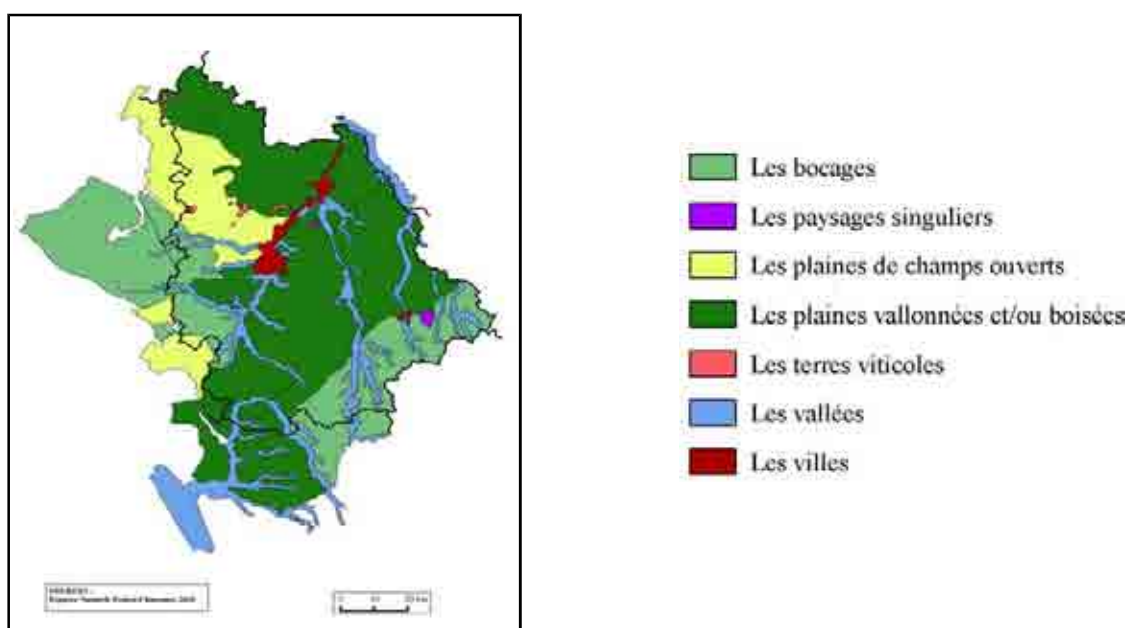 Les bocages
Les paysages singuliers
Les plaines de champs ouverts
Les plaines vallonnées et/ou boisées
Les terres viticoles
Les vallées
Les villes